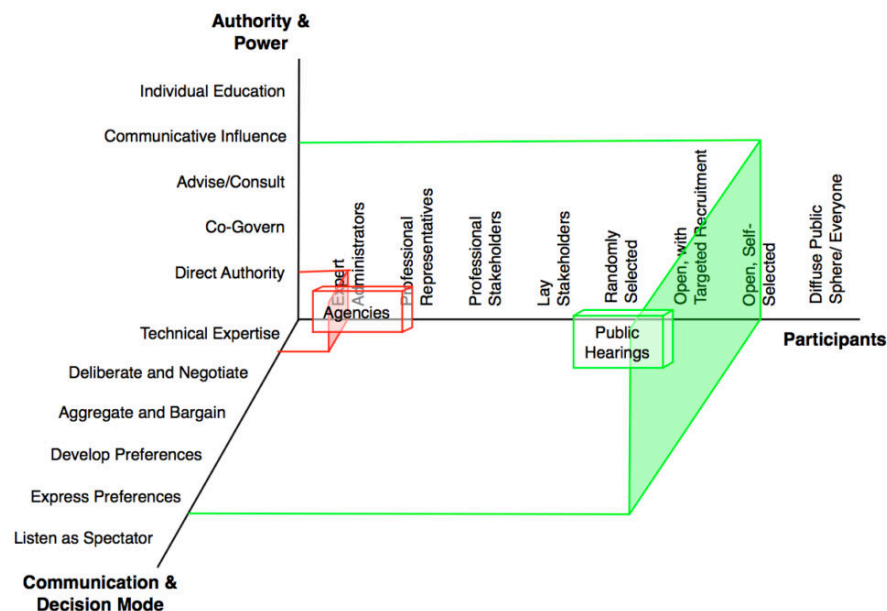 Authority &
Power
Individual Education
Communicative Influence
Advise/Consult
Co-Govern
Direct Authority
Technical Expertise
Deliberate and Negotiate
Aggregate and Bargain
Develop Preferences
Express Preferences
Listen as Spectator
Communication &
Decision Mode
Expert
Administrators
Professional
Representatives
Professional
Stakeholders
Lay
Stakeholders
Randomly
Selected
Open, with
Targeted Recruitment
Open, Self-
Selected
Diffuse Public
Sphere/ Everyone
Participants
Agencies
Public
Hearings